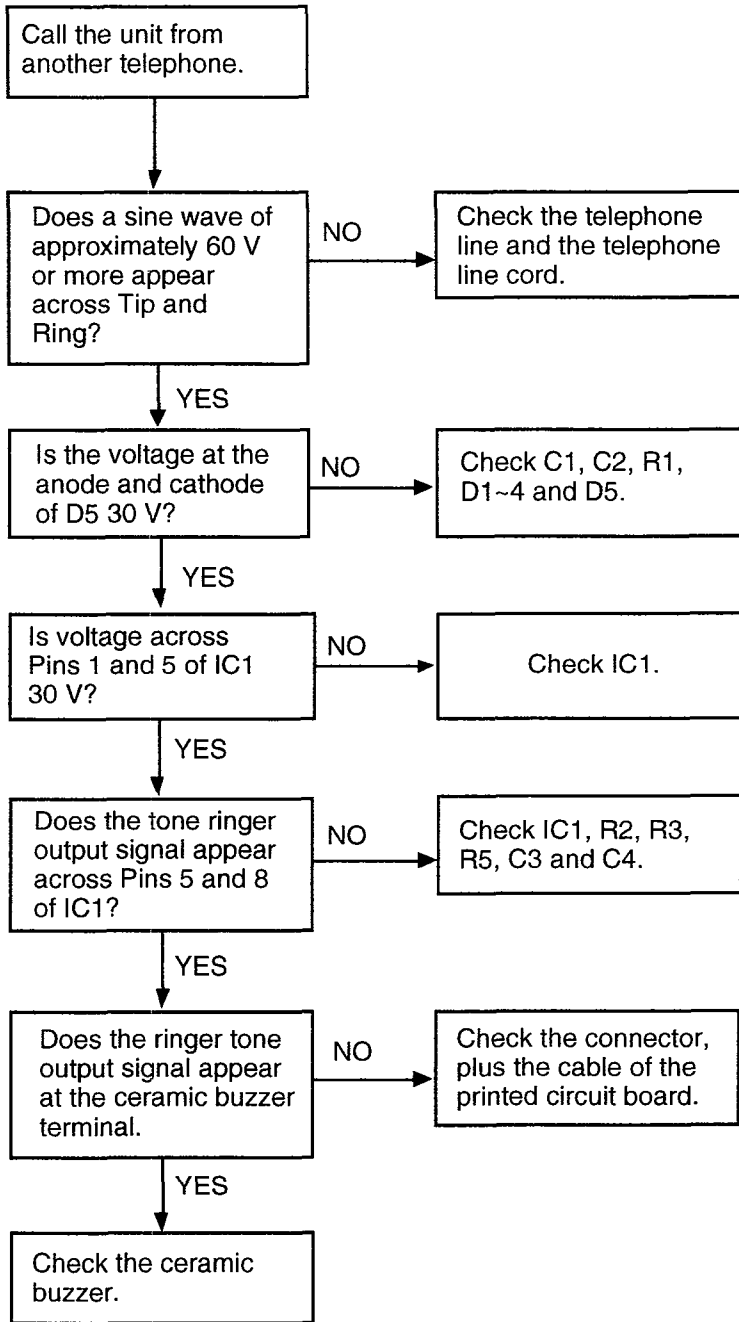 Call the unit from
another telephone.
Does a sine wave of
approximately 60 V
or more appear
across Tip and
Ring?
NO
Check the telephone
line and the telephone
line cord.
YES
Is the voltage at the
anode and cathode
of D5 30 V?
NO
Check C1, C2, R1,
D1~4 and D5.
YES
Is voltage across
Pins 1 and 5 of IC1
30 V?
NO
Check IC1.
YES
Does the tone ringer
output signal appear
across Pins 5 and 8
of IC1?
NO
Check IC1, R2, R3,
R5, C3 and C4.
YES
Does the ringer tone
output signal appear
at the ceramic buzzer
terminal.
NO
Check the connector,
plus the cable of the
printed circuit board.
YES
Check the ceramic
buzzer.